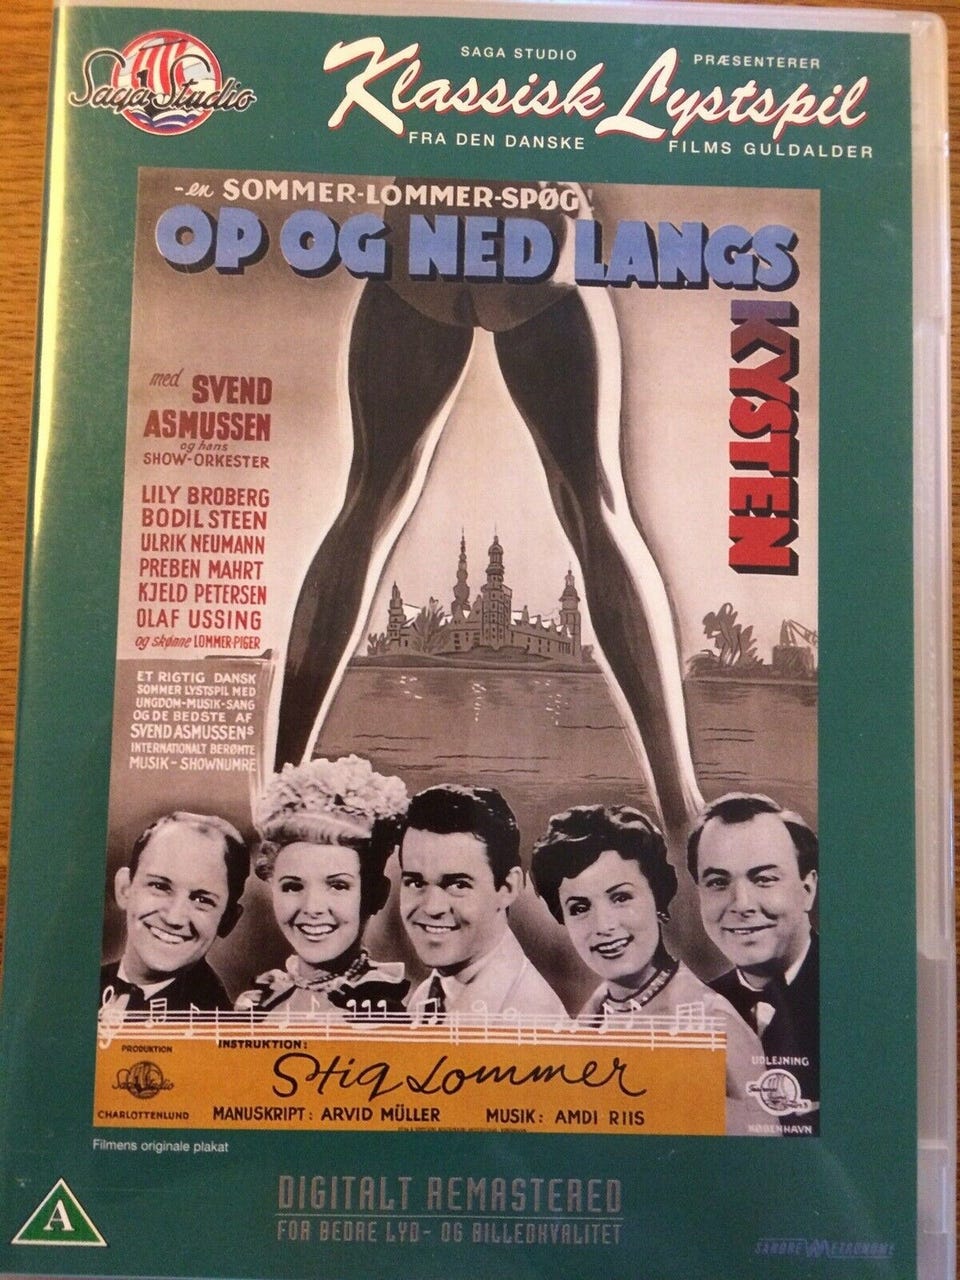 Saga Studio
SAGA STUDIO PRÆSENTERER
Klassisk Lystspil
FRA DEN DANSKE FILMS GULDALDER
-en SOMMER-LOMMER-SPØG
OP OG NED LANGS
KYSTEN
med SVEND
ASMUSSEN
og hans
SHOW-ORKESTER
LILY BROBERG
BODIL STEEN
ULRIK NEUMANN
PREBEN MAHRT
KJELD PETERSEN
OLAF USSING
og skønne LOMMER-PIGER
ET RIGTIG DANSK
SOMMER LYSTSPIL MED
UNGDOM-MUSIK-SANG
OG DE BEDSTE AF
SVEND ASMUSSENS
INTERNATIONALT BERØMTE
MUSIK-SHOWNUMRE
PRODUKTION
Saga Studio
CHARLOTTENLUND
INSTRUKTION:
Stig Lommer
MANUSKRIPT: ARVID MÜLLER MUSIK: AMDI RIIS
UDLEJNING
KØBENHAVN
Filmens originale plakat
A
DIGITALT REMASTERED
FOR BEDRE LYD- OG BILLEDKVALITET
SANDREW METRONOME